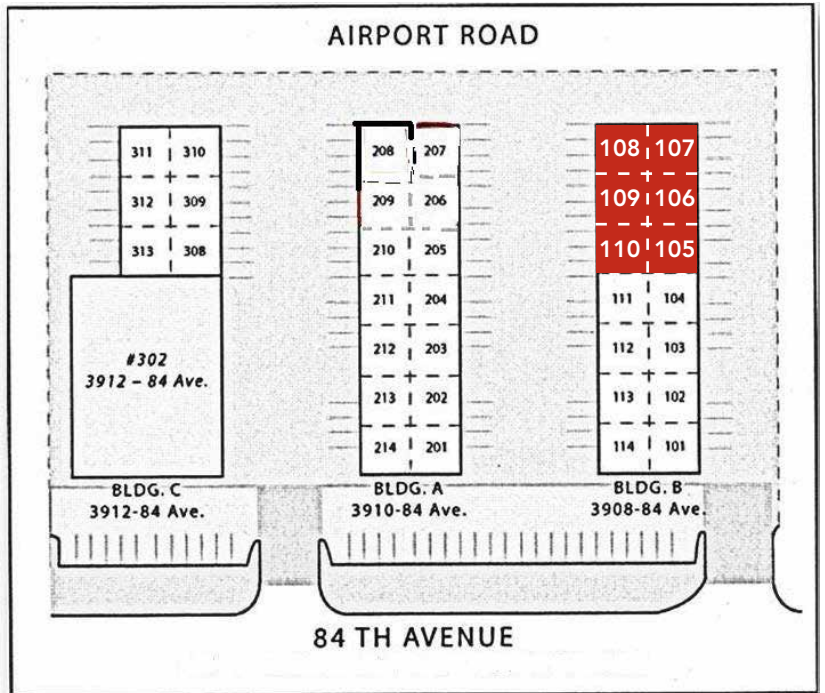 AIRPORT ROAD
311 310
312 309
313 308
#302
3912 – 84 Ave.
BLDG. C
3912-84 Ave.
208 207
209 206
210 205
211 204
212 203
213 202
214 201
BLDG. A
3910-84 Ave.
108 107
109 106
110 105
111 104
112 103
113 102
114 101
BLDG. B
3908-84 Ave.
84 TH AVENUE